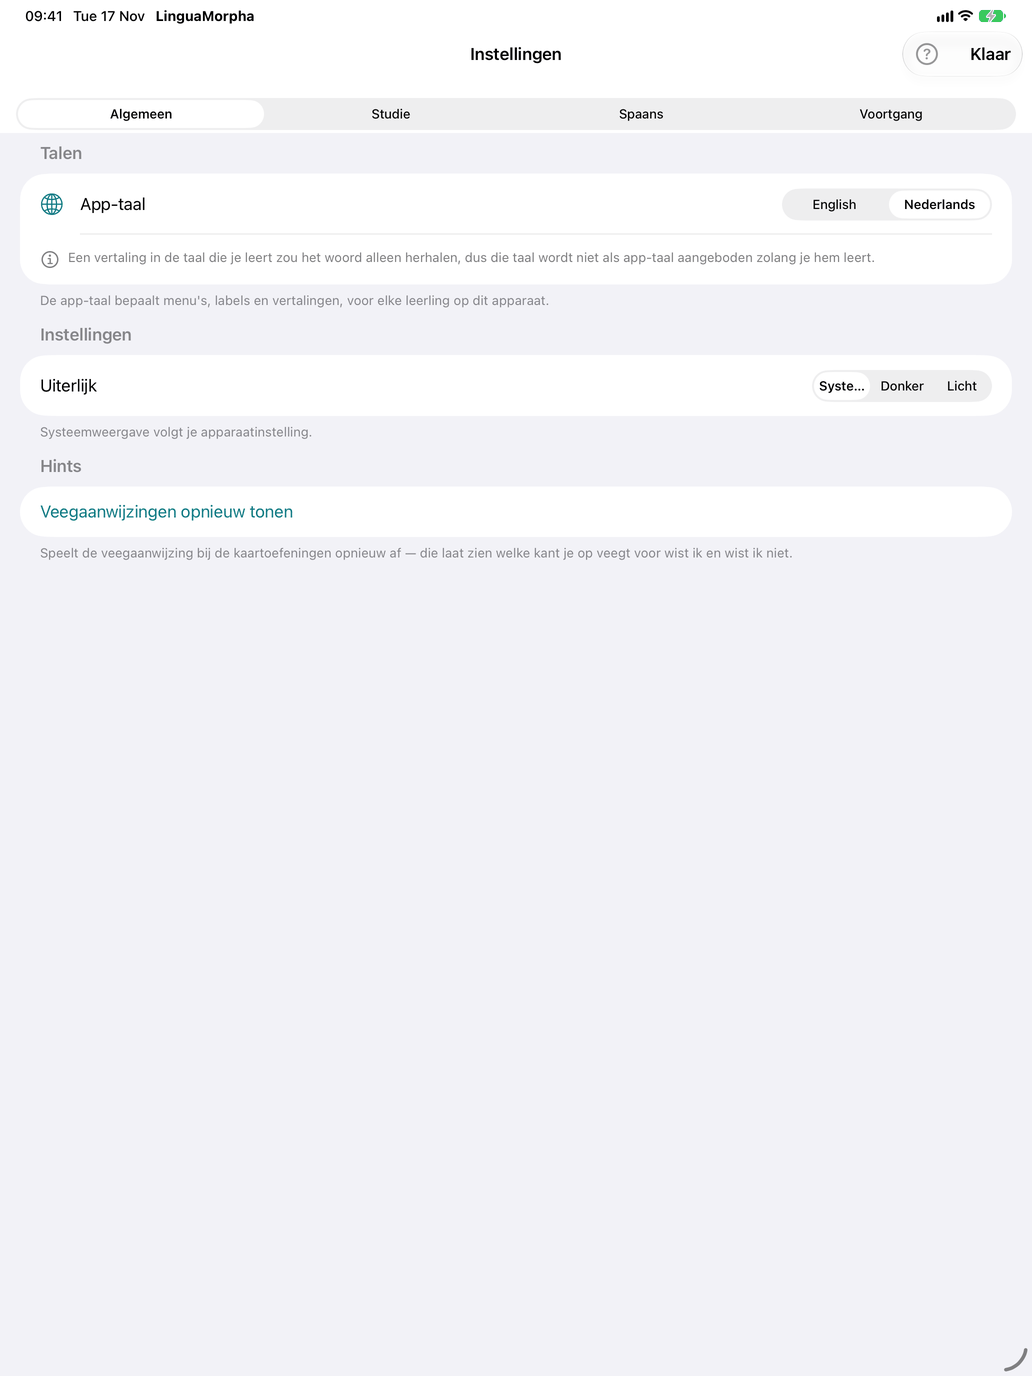 09:41 Tue 17 Nov LinguaMorpha
Instellingen
? Klaar
Algemeen Studie Spaans Voortgang
Talen
App-taal English Nederlands
Een vertaling in de taal die je leert zou het woord alleen herhalen, dus die taal wordt niet als app-taal aangeboden zolang je hem leert.
De app-taal bepaalt menu's, labels en vertalingen, voor elke leerling op dit apparaat.
Instellingen
Uiterlijk Syste... Donker Licht
Systeemweergave volgt je apparaatinstelling.
Hints
Veegaanwijzingen opnieuw tonen
Speelt de veegaanwijzing bij de kaartoefeningen opnieuw af — die laat zien welke kant je op veegt voor wist ik en wist ik niet.